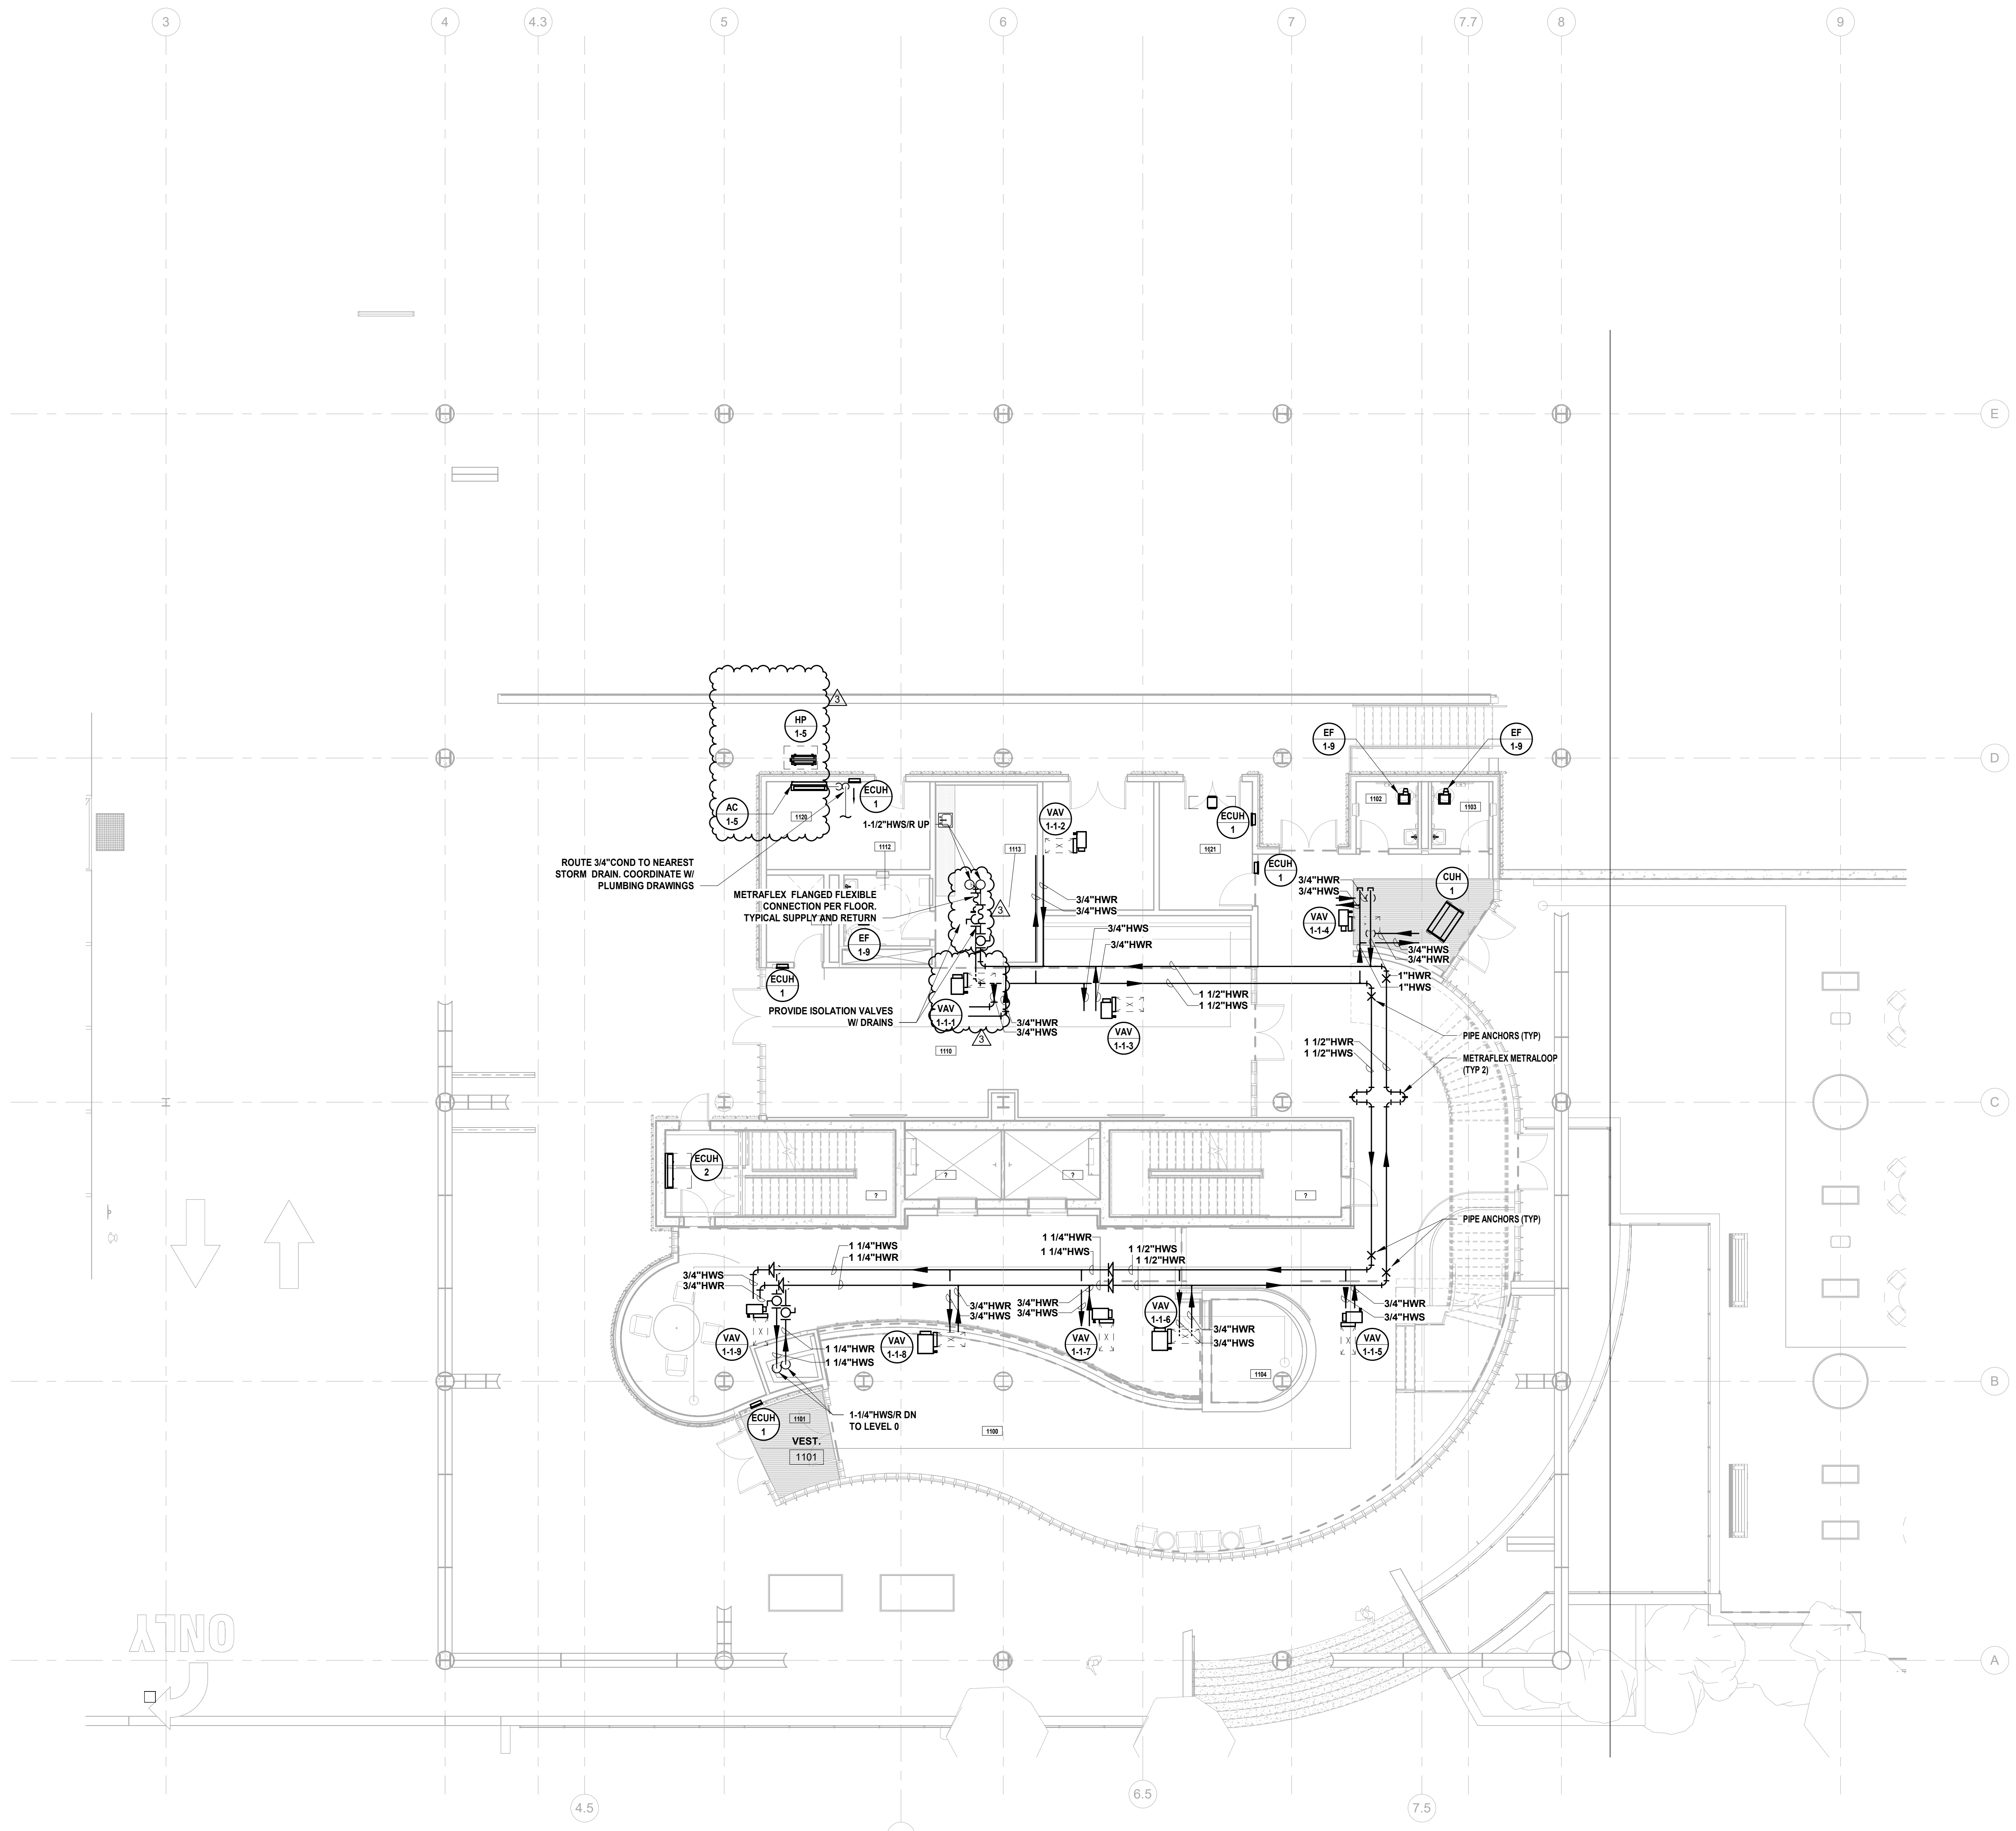 3
4
4.3
5
6
7
7.7
8
9
E
3
HP
1-5
EF
1-9
EF
1-9
D
AC
1-5
ECUH
1
1120
1-1/2"HWS/R UP
VAV
1-1-2
ECUH
1
1102
1103
1112
1113
1621
ROUTE 3/4"COND TO NEAREST
STORM DRAIN. COORDINATE W/
PLUMBING DRAWINGS
ECUH
1
CUH
1
METRAFLEX FLANGED FLEXIBLE
CONNECTION PER FLOOR.
TYPICAL SUPPLY AND RETURN
3/4"HWR
3/4"HWS
3/4"HWR
3/4"HWS
3
VAV
1-1-4
EF
1-9
3/4"HWS
3/4"HWR
3/4"HWS
3/4"HWR
ECUH
1
1"HWR
1"HWS
1 1/2"HWR
1 1/2"HWS
PROVIDE ISOLATION VALVES
W/ DRAINS
VAV
1-1-1
3/4"HWR
3/4"HWS
VAV
1-1-3
3
1110
PIPE ANCHORS (TYP)
1 1/2"HWR
1 1/2"HWS
METRAFLEX METRALOOP
(TYP 2)
C
ECUH
2
?
?
?
?
PIPE ANCHORS (TYP)
1 1/4"HWS
1 1/4"HWR
1 1/4"HWR
1 1/4"HWS
1 1/2"HWS
1 1/2"HWR
3/4"HWS
3/4"HWR
3/4"HWR
3/4"HWS
3/4"HWR
3/4"HWS
VAV
1-1-6
3/4"HWR
3/4"HWS
3/4"HWR
3/4"HWS
VAV
1-1-9
1 1/4"HWR
1 1/4"HWS
VAV
1-1-8
VAV
1-1-7
VAV
1-1-5
1104
B
ECUH
1
1101
1-1/4"HWS/R DN
TO LEVEL 0
VEST.
1101
1100
ONLY
A
4.5
6.5
7.5